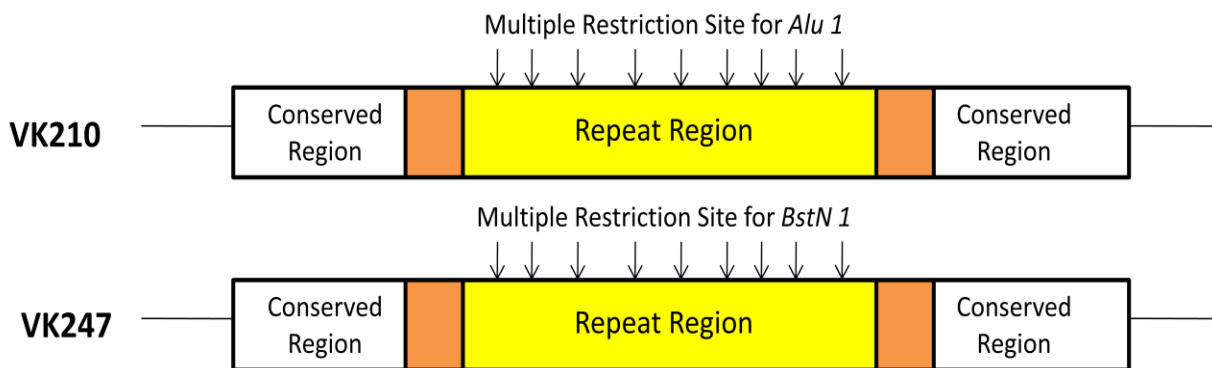 Multiple Restriction Site for Alu 1
VK210
Conserved
Region
Repeat Region
Conserved
Region
Multiple Restriction Site for BstN 1
VK247
Conserved
Region
Repeat Region
Conserved
Region